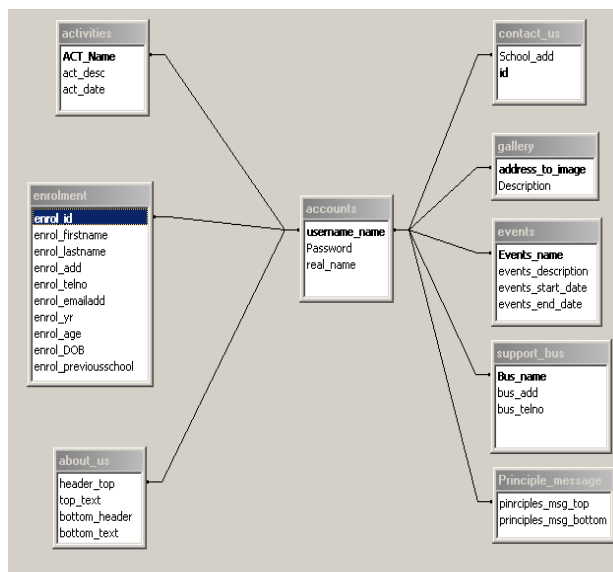 activities
ACT_Name
act_desc
act_date
enrolment
enrol_id
enrol_firstname
enrol_lastname
enrol_add
enrol_telno
enrol_emailadd
enrol_yr
enrol_age
enrol_DOB
enrol_previousschool
about_us
header_top
top_text
bottom_header
bottom_text
accounts
username_name
Password
real_name
contact_us
School_add
id
gallery
address_to_image
Description
events
Events_name
events_description
events_start_date
events_end_date
support_bus
Bus_name
bus_add
bus_telno
Principle_message
pinrciples_msg_top
principles_msg_bottom